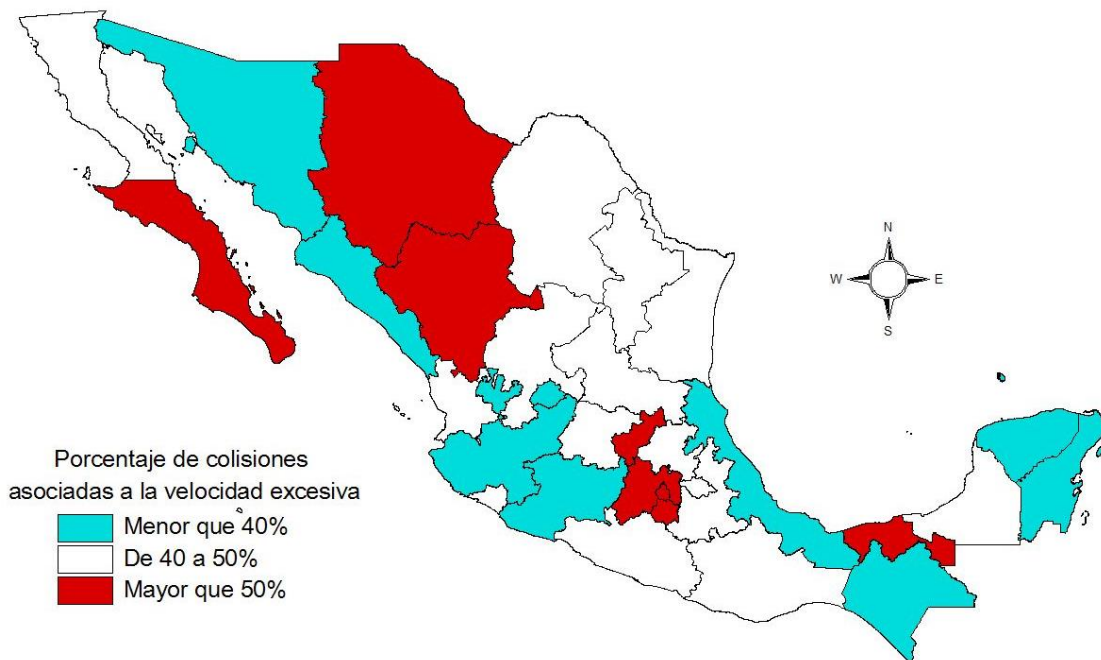 N
W E
S
Porcentaje de colisiones
asociadas a la velocidad excesiva
Menor que 40%
De 40 a 50%
Mayor que 50%